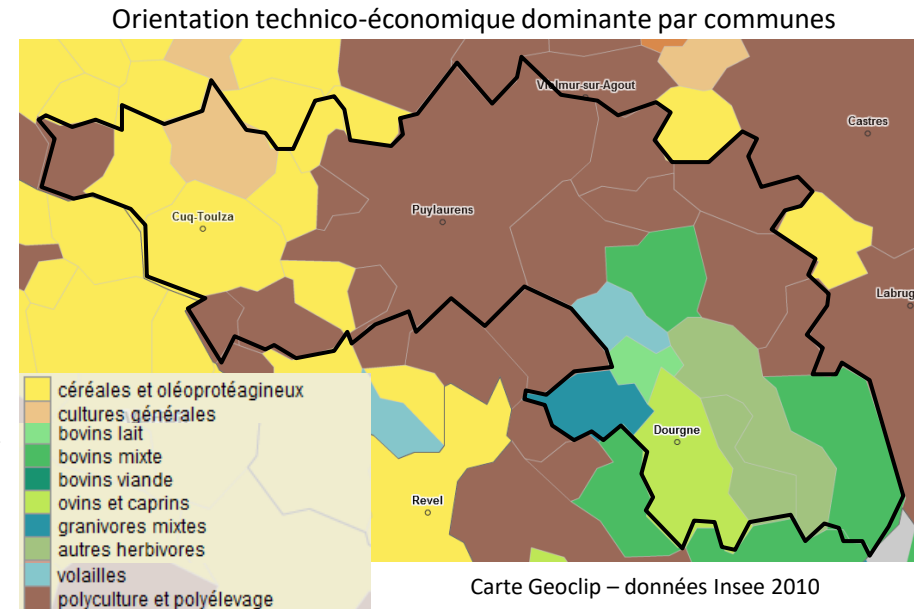 Orientation technico-économique dominante par communes
Vielmur-sur-Agout
Castres
Puylaurens
Cuq-Toulza
Labrug
céréales et oléoprotéagineux
cultures générales
bovins lait
bovins mixte
bovins viande
ovins et caprins
granivores mixtes
autres herbivores
volailles
polyculture et polyélevage
Dourgne
Revel
Carte Geoclip – données Insee 2010